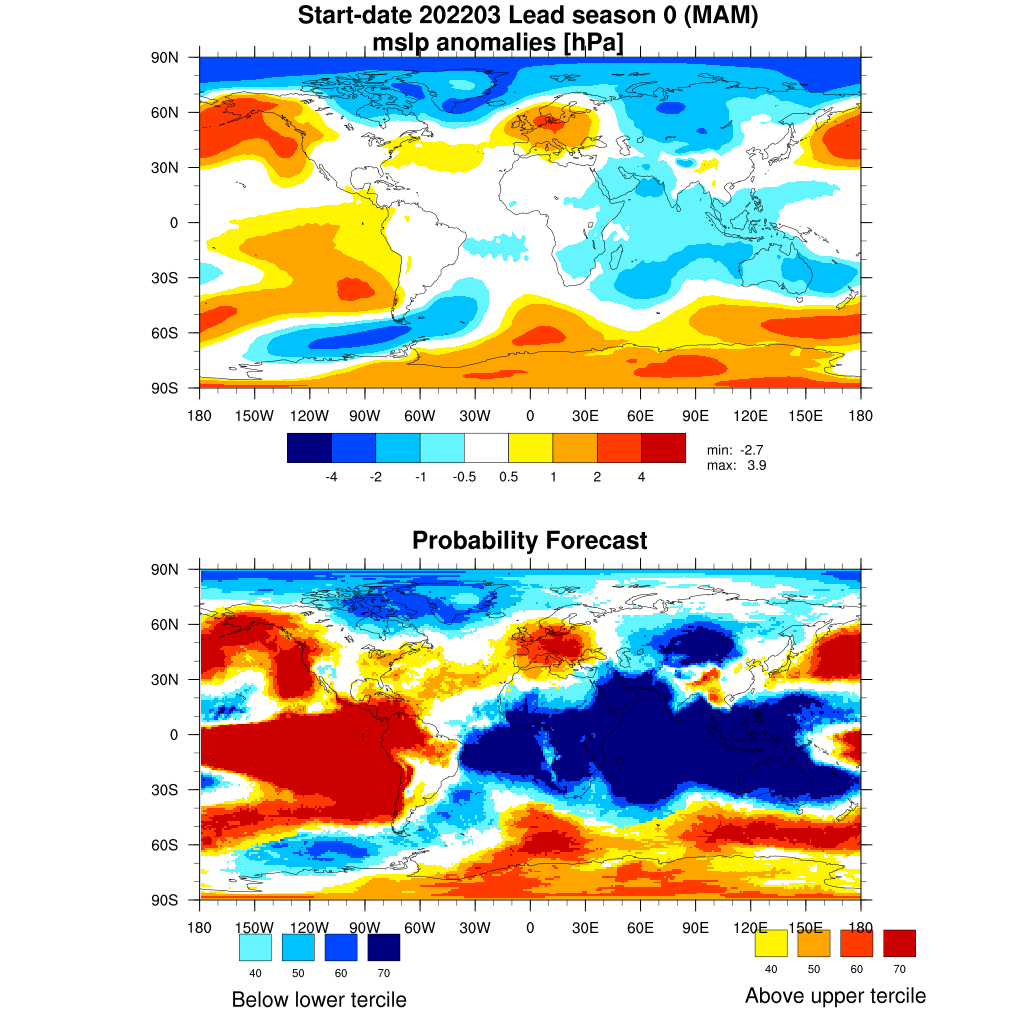 Start-date 202203 Lead season 0 (MAM)
mslp anomalies [hPa]
90N
60N
30N
0
30S
60S
90S
180 150W 120W 90W 60W 30W 0 30E 60E 90E 120E 150E 180
-4 -2 -1 -0.5 0.5 1 2 4
min: -2.7
max: 3.9
Probability Forecast
90N
60N
30N
0
30S
60S
90S
180 150W 120W 90W 60W 30W 0 30E 60E 90E 120E 150E 180
40 50 60 70
Below lower tercile
40 50 60 70
Above upper tercile